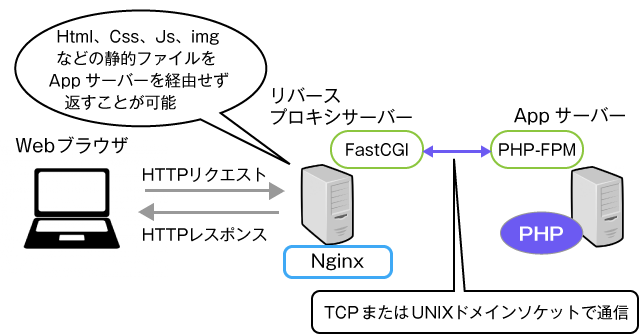 Html、Css、Js、img
などの静的ファイルを
App サーバーを経由せず
返すことが可能
リバース
プロキシサーバー
App サーバー
Webブラウザ
FastCGI
PHP-FPM
HTTPリクエスト
HTTPレスポンス
PHP
Nginx
TCPまたはUNIXドメインソケットで通信